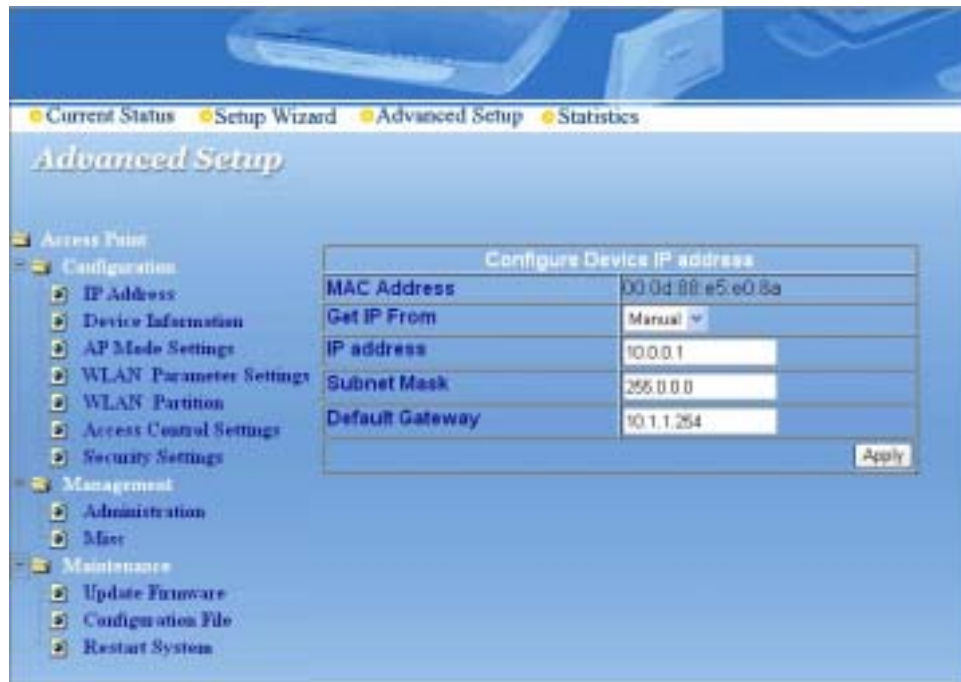 Current Status Setup Wizard Advanced Setup Statistics
Advanced Setup
Access Point
Configuration
IP Address
Device Information
AP Mode Settings
WLAN Parameter Settings
WLAN Partition
Access Control Settings
Security Settings
Management
Administration
Misc
Maintenance
Update Firmware
Configuration File
Restart System
Configure Device IP address
MAC Address 00:0d:88:e5:e0:8a
Get IP From Manual
IP address 10.0.0.1
Subnet Mask 255.0.0.0
Default Gateway 10.1.1.254
Apply